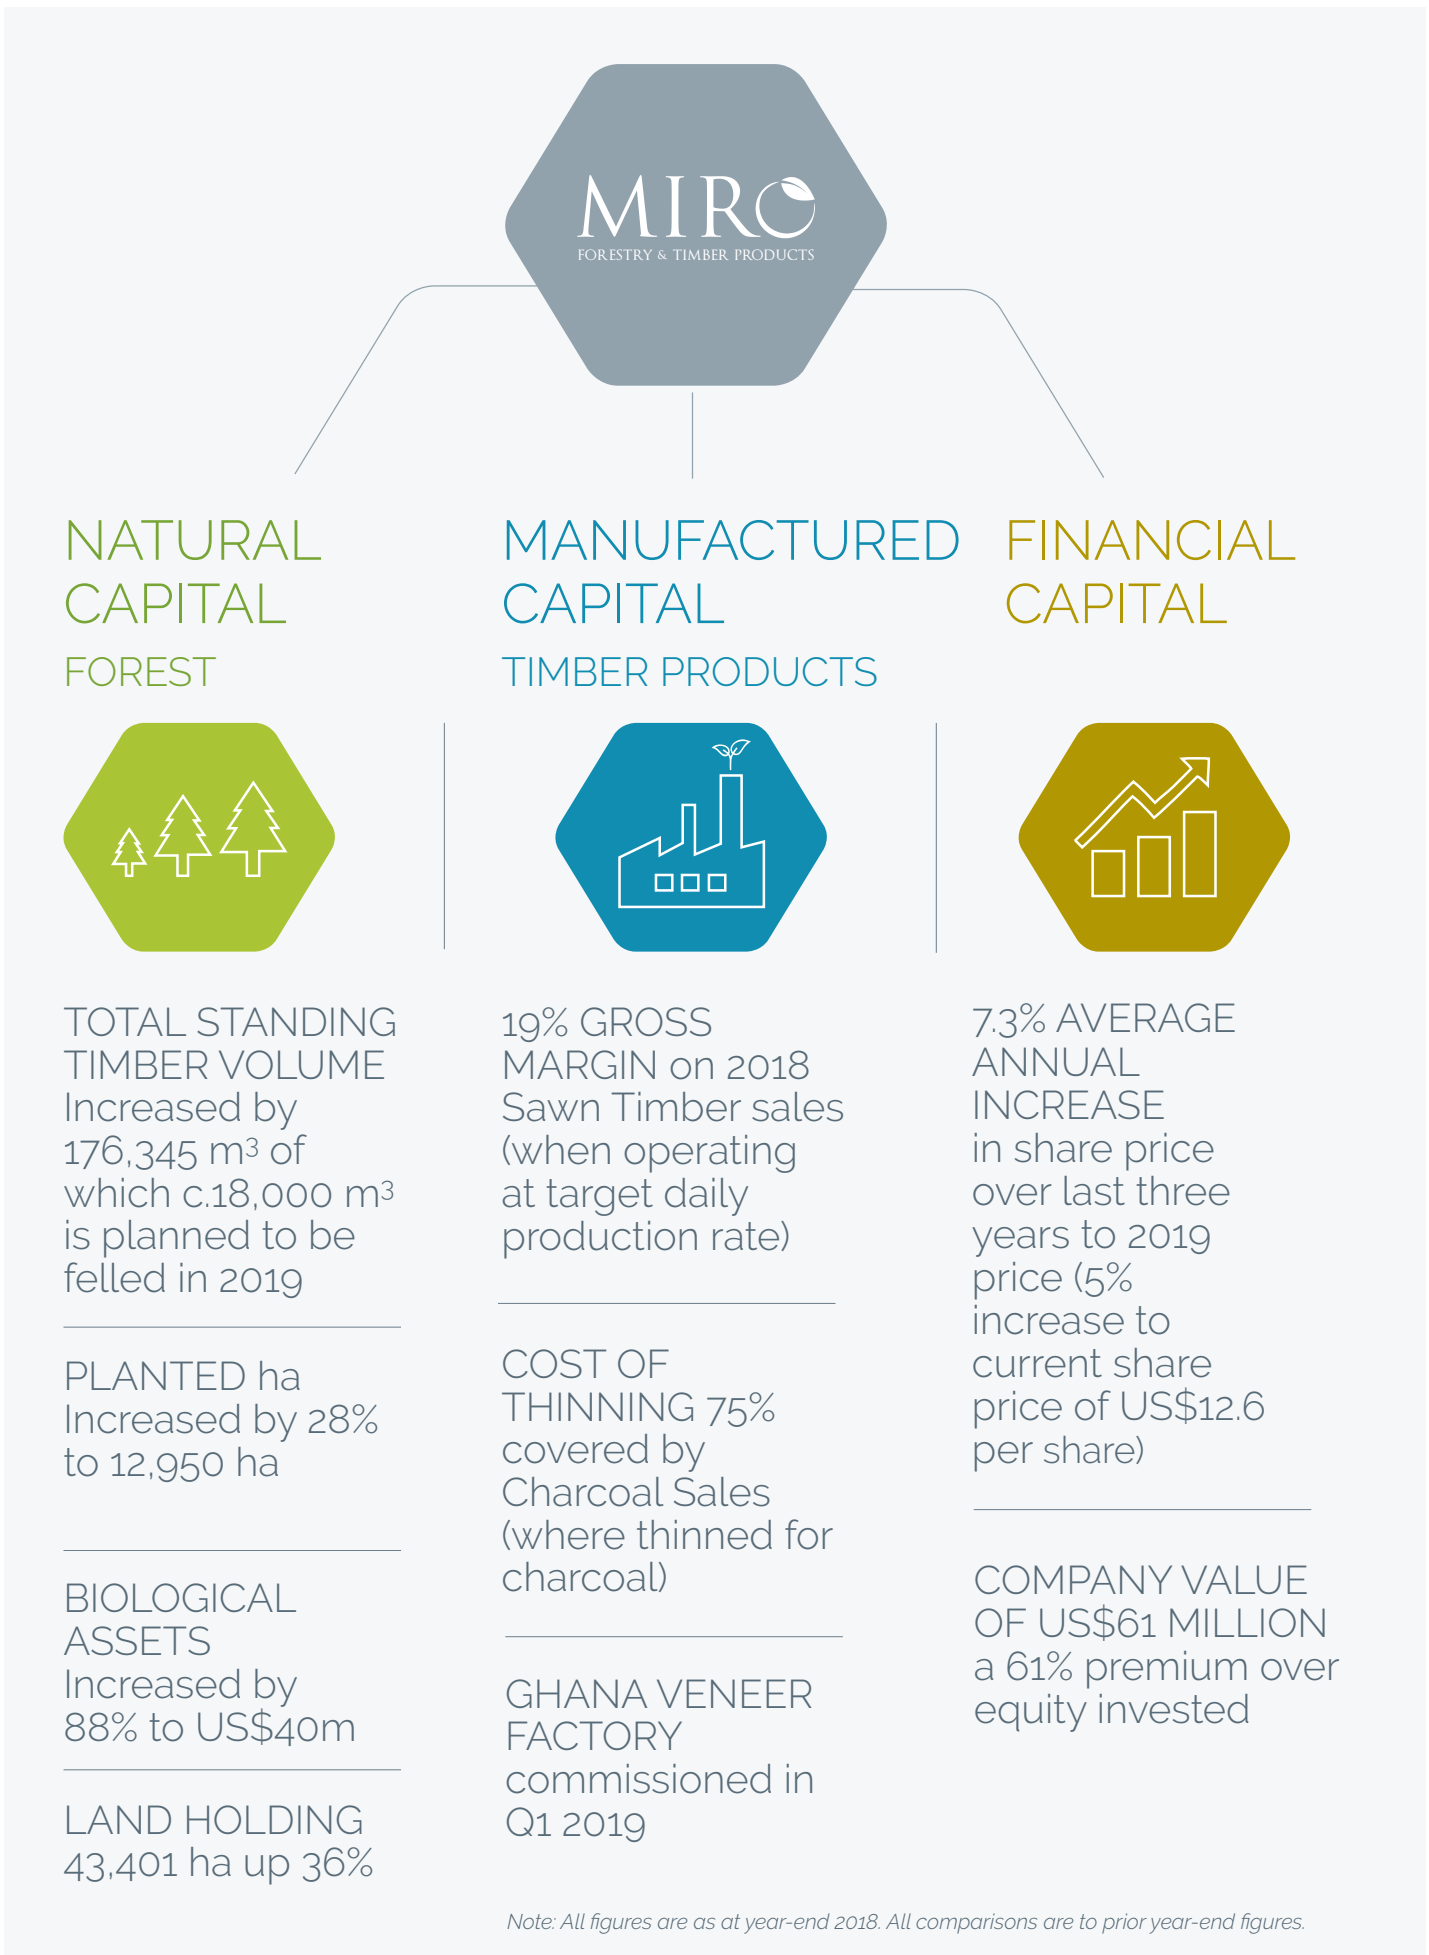 MIRO
FORESTRY & TIMBER PRODUCTS
NATURAL
CAPITAL
FOREST
TOTAL STANDING
TIMBER VOLUME
Increased by
176,345 m³ of
which c.18,000 m³
is planned to be
felled in 2019
PLANTED ha
Increased by 28%
to 12,950 ha
BIOLOGICAL
ASSETS
Increased by
88% to US$40m
LAND HOLDING
43,401 ha up 36%
MANUFACTURED
CAPITAL
TIMBER PRODUCTS
19% GROSS
MARGIN on 2018
Sawn Timber sales
(when operating
at target daily
production rate)
COST OF
THINNING 75%
covered by
Charcoal Sales
(where thinned for
charcoal)
GHANA VENEER
FACTORY
commissioned in
Q1 2019
FINANCIAL
CAPITAL
7.3% AVERAGE
ANNUAL
INCREASE
in share price
over last three
years to 2019
price (5%
increase to
current share
price of US$12.6
per share)
COMPANY VALUE
OF US$61 MILLION
a 61% premium over
equity invested
Note: All figures are as at year-end 2018. All comparisons are to prior year-end figures.